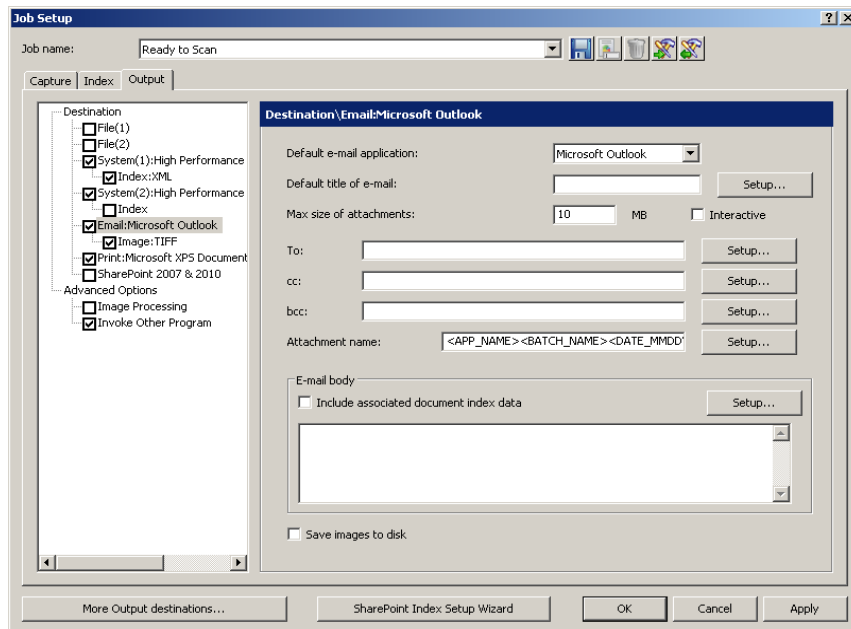 Job Setup
Job name: Ready to Scan
Capture Index Output
Destination
File(1)
File(2)
System(1):High Performance
Index:XML
System(2):High Performance
Index
Email:Microsoft Outlook
Image:TIFF
Print:Microsoft XPS Document
SharePoint 2007 & 2010
Advanced Options
Image Processing
Invoke Other Program
Destination\Email:Microsoft Outlook
Default e-mail application: Microsoft Outlook
Default title of e-mail: Setup...
Max size of attachments: 10 MB Interactive
To: Setup...
cc: Setup...
bcc: Setup...
Attachment name: <APP_NAME><BATCH_NAME><DATE_MMDD Setup...
E-mail body
Include associated document index data Setup...
Save images to disk
More Output destinations... SharePoint Index Setup Wizard OK Cancel Apply